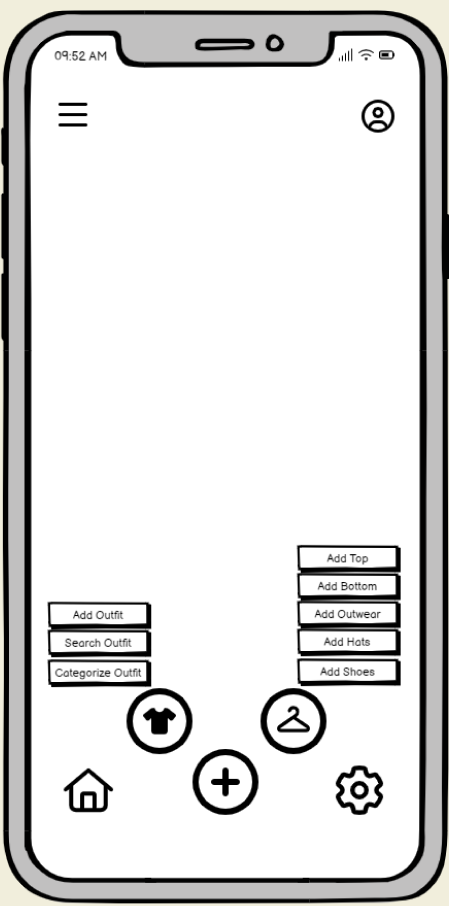 09:52 AM
Add Top
Add Bottom
Add Outwear
Add Hats
Add Shoes
Add Outfit
Search Outfit
Categorize Outfit